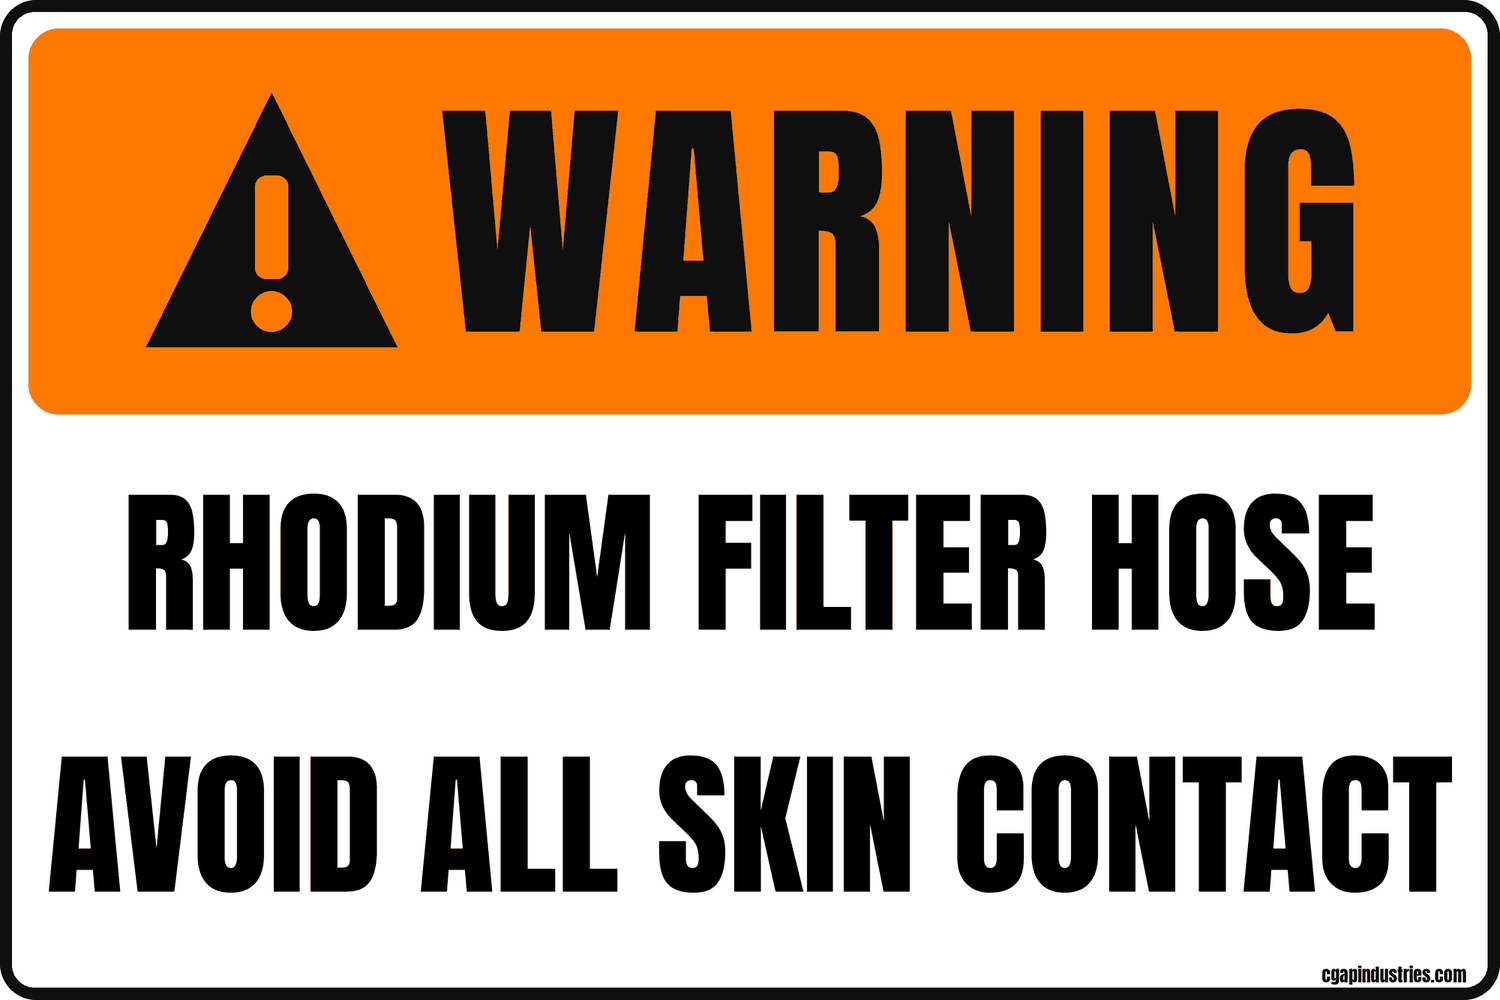 WARNING
RHODIUM FILTER HOSE
AVOID ALL SKIN CONTACT
cgapindustries.com